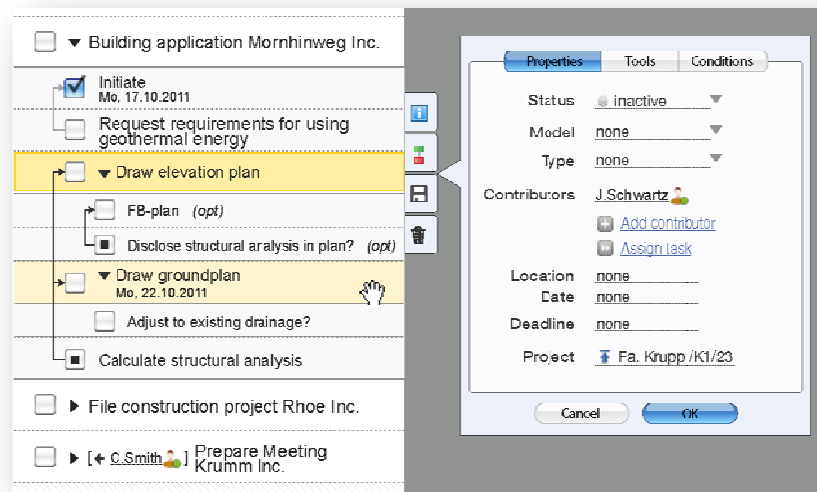 Building application Mornhinweg Inc.
Initiate
Mo, 17.10.2011
Request requirements for using
geothermal energy
Draw elevation plan
FB-plan (opt)
Disclose structural aralysis in plan? (opt)
Draw groundplan
Mo, 22.10.2011
Adjust to existing drainage?
Calculate structural analysis
File construction project Rhoe Inc.
[← C.Smith ] Prepare Meeting
Krumm Inc.
Properties Tools Conditions
Status inactive
Model none
Type none
Contributors J.Schwartz
Add contributor
Assign task
Location none
Date none
Deadline none
Project Fa. Krupp /K1/23
Cancel OK